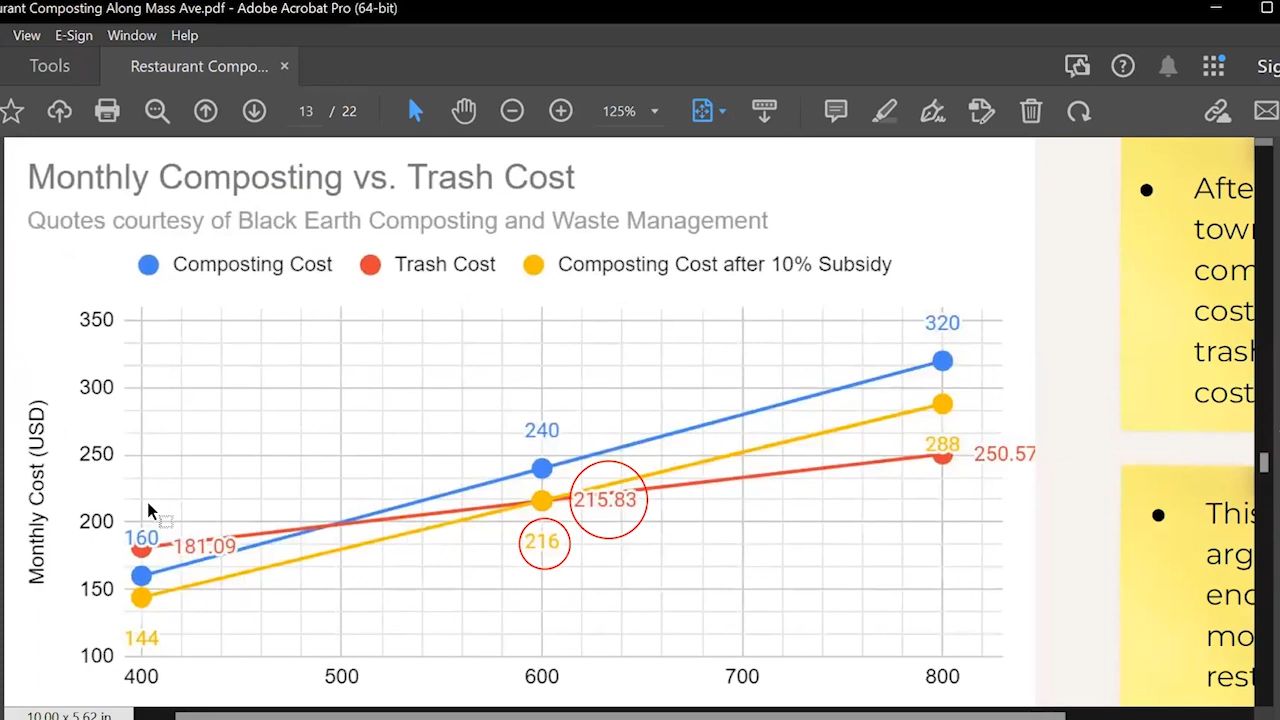 urant Composting Along Mass Ave.pdf - Adobe Acrobat Pro (64-bit)
View E-Sign Window Help
Tools Restaurant Compo... × Sig
13 / 22 125%
Monthly Composting vs. Trash Cost
Quotes courtesy of Black Earth Composting and Waste Management
Composting Cost Trash Cost Composting Cost after 10% Subsidy
Monthly Cost (USD)
350
300
250
200
150
100
400 500 600 700 800
320
240
160
181.09
215.83
250.57
144
216
288
• Afte
tow
com
cost
trash
cost
• This
arg
enc
mo
rest
10.00 x 5.62 in